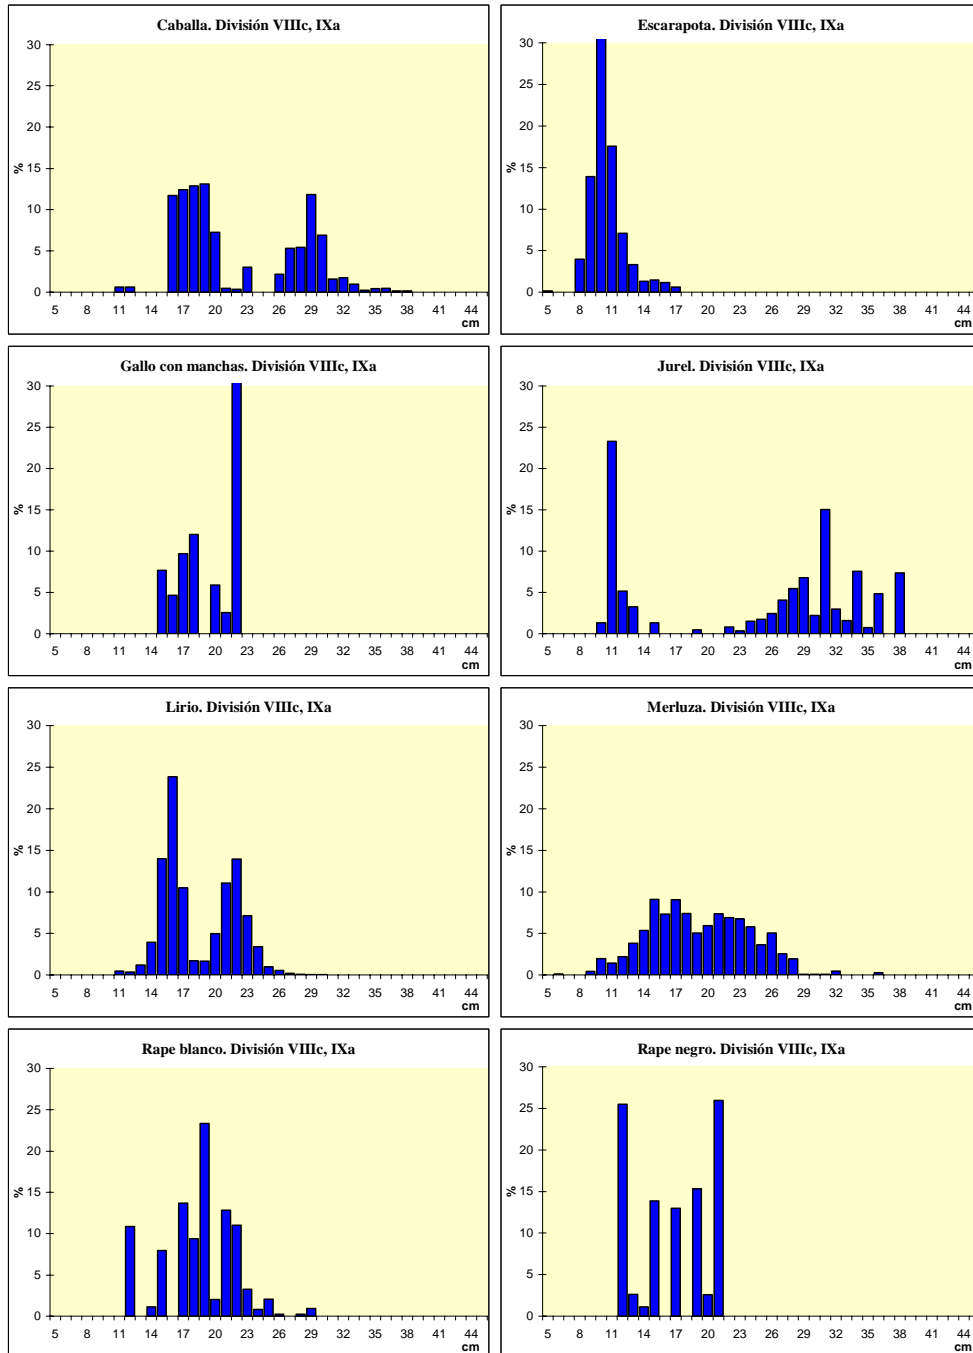 Caballa. División VIIIc, IXa
30
25
20
15
10
5
0
%
5 8 11 14 17 20 23 26 29 32 35 38 41 44
cm
Escarapota. División VIIIc, IXa
30
25
20
15
10
5
0
%
5 8 11 14 17 20 23 26 29 32 35 38 41 44
cm
Gallo con manchas. División VIIIc, IXa
30
25
20
15
10
5
0
%
5 8 11 14 17 20 23 26 29 32 35 38 41 44
cm
Jurel. División VIIIc, IXa
30
25
20
15
10
5
0
%
5 8 11 14 17 20 23 26 29 32 35 38 41 44
cm
Lirio. División VIIIc, IXa
30
25
20
15
10
5
0
%
5 8 11 14 17 20 23 26 29 32 35 38 41 44
cm
Merluza. División VIIIc, IXa
30
25
20
15
10
5
0
%
5 8 11 14 17 20 23 26 29 32 35 38 41 44
cm
Rape blanco. División VIIIc, IXa
30
25
20
15
10
5
0
%
5 8 11 14 17 20 23 26 29 32 35 38 41 44
cm
Rape negro. División VIIIc, IXa
30
25
20
15
10
5
0
%
5 8 11 14 17 20 23 26 29 32 35 38 41 44
cm